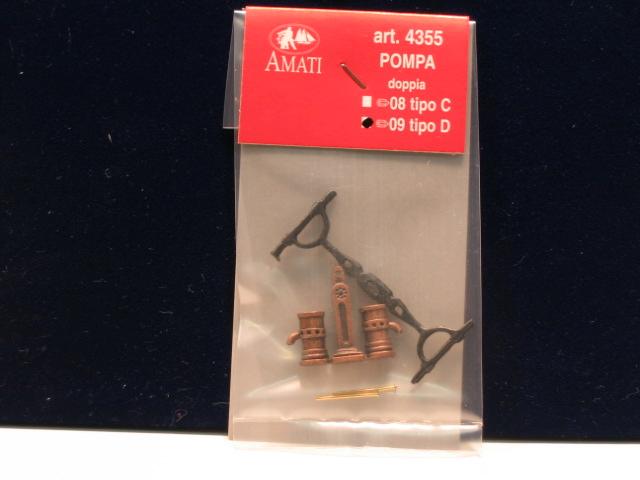 AMATI
art. 4355
POMPA
doppia
08 tipo C
09 tipo D